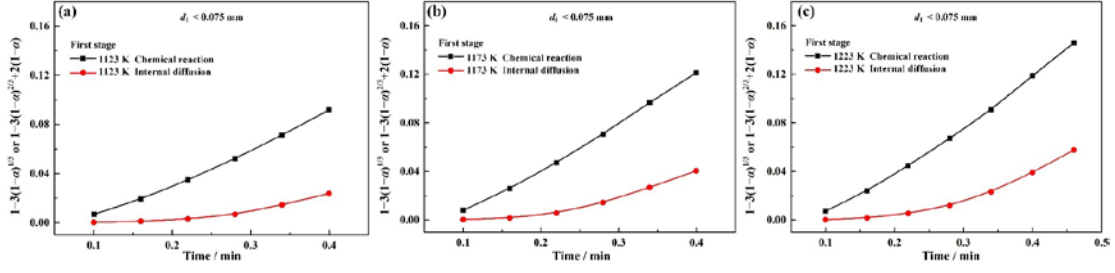 (a)
d₁ < 0.075 mm
First stage
1123 K Chemical reaction
1123 K Internal diffusion
1−3(1−α)^1/3 or 1−3(1−α)^2/3+2(1−α)
0.16
0.12
0.08
0.04
0.00
0.1
0.2
0.3
0.4
Time / min
(b)
d₁ < 0.075 mm
First stage
1173 K Chemical reaction
1173 K Internal diffusion
1−3(1−α)^1/3 or 1−3(1−α)^2/3+2(1−α)
0.16
0.12
0.08
0.04
0.00
0.1
0.2
0.3
0.4
Time / min
(c)
d₁ < 0.075 mm
First stage
1223 K Chemical reaction
1223 K Internal diffusion
1−3(1−α)^1/3 or 1−3(1−α)^2/3+2(1−α)
0.16
0.12
0.08
0.04
0.00
0.1
0.2
0.3
0.4
0.5
Time / min